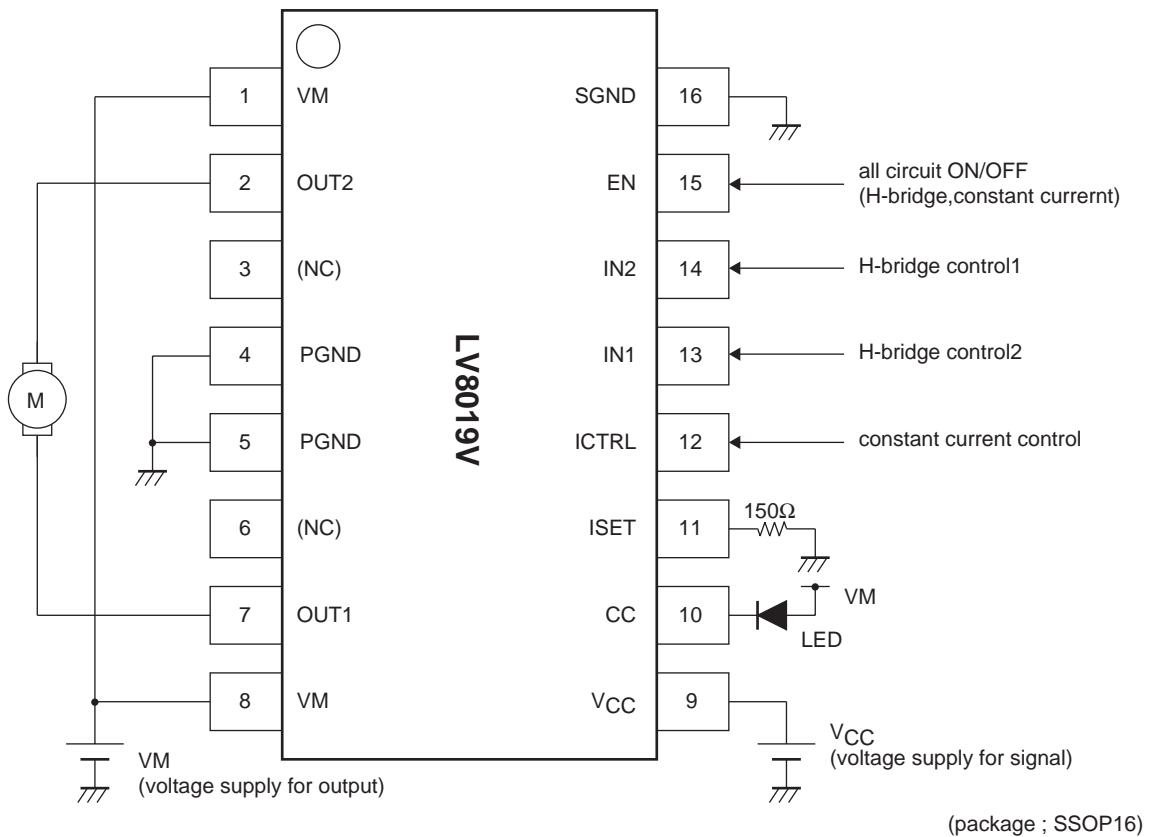 1 VM
SGND 16
2 OUT2
EN 15
all circuit ON/OFF
(H-bridge,constant currernt)
3 (NC)
IN2 14
H-bridge control1
4 PGND
IN1 13
H-bridge control2
LV8019V
M
5 PGND
ICTRL 12
constant current control
6 (NC)
ISET 11
150Ω
7 OUT1
CC 10
VM
LED
8 VM
VCC 9
VM
(voltage supply for output)
VCC
(voltage supply for signal)
(package ; SSOP16)